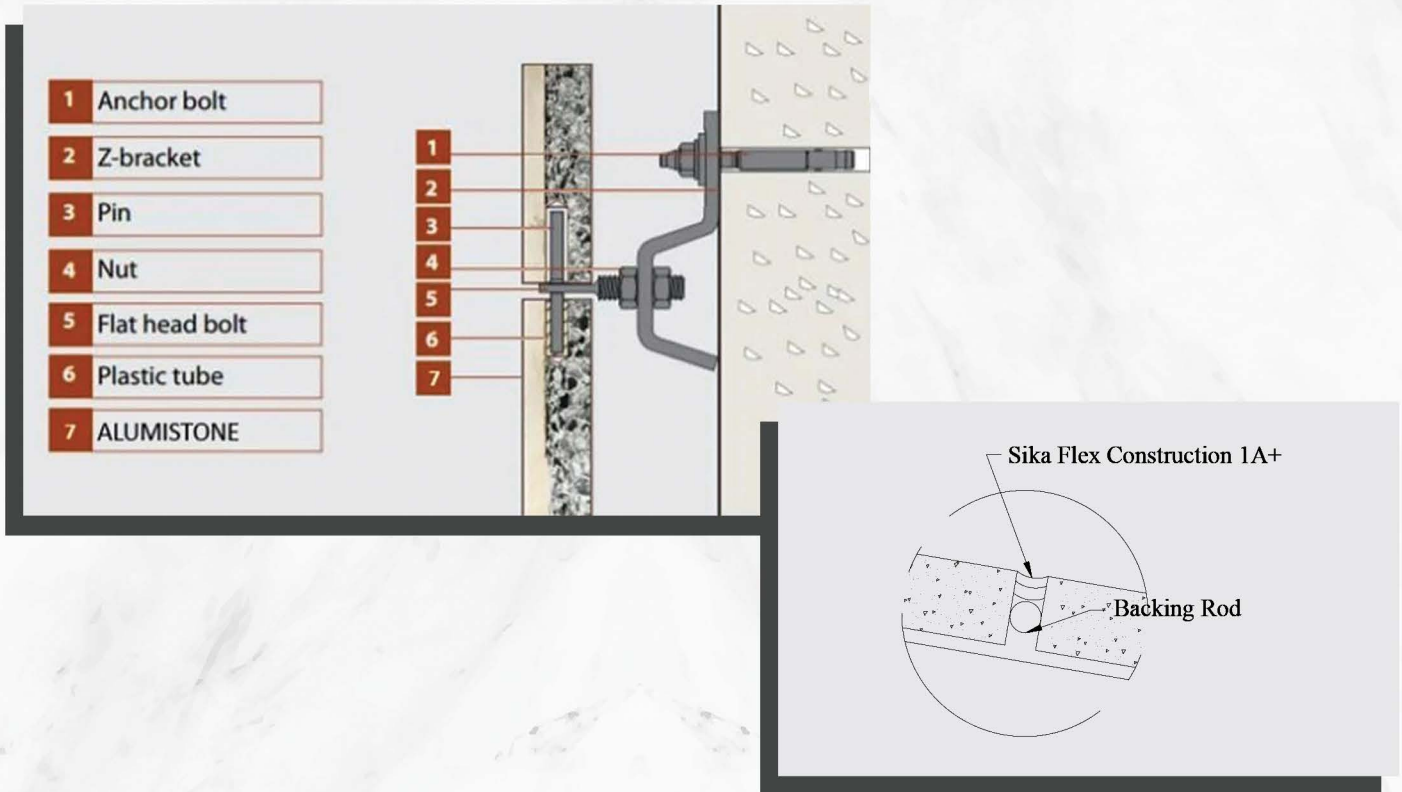 1 Anchor bolt
2 Z-bracket
3 Pin
4 Nut
5 Flat head bolt
6 Plastic tube
7 ALUMISTONE
1
2
3
4
5
6
7
Sika Flex Construction 1A+
Backing Rod